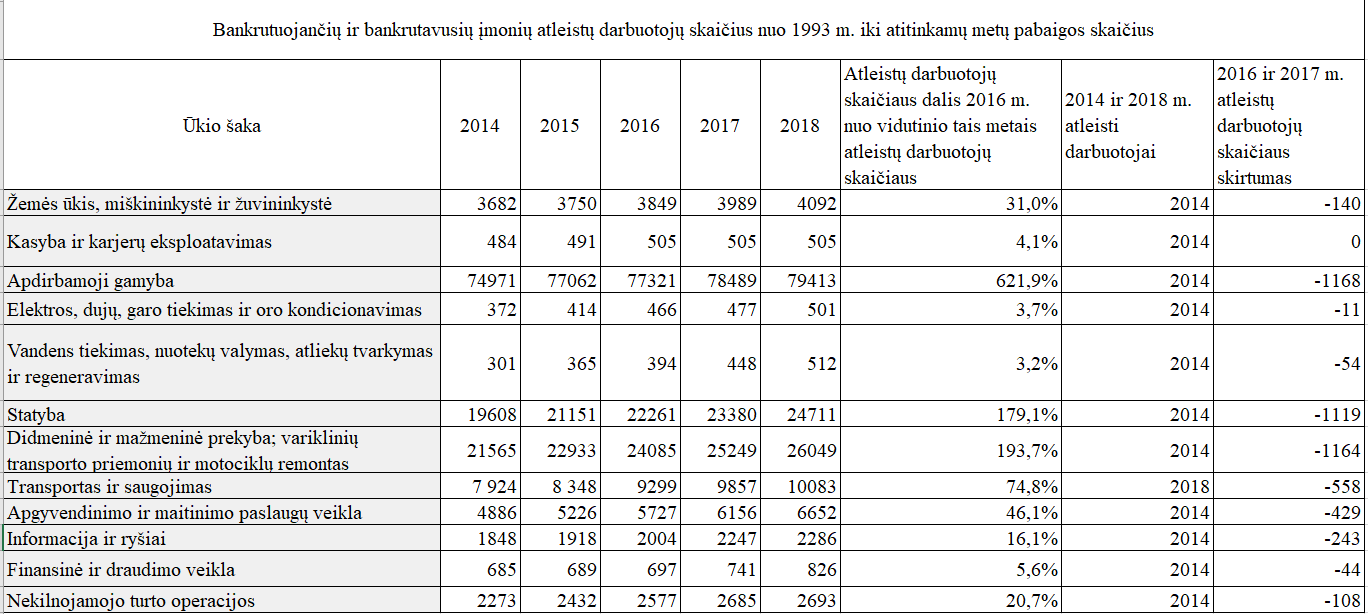 Bankrutuojančių ir bankrutavusių įmonių atleistų darbuotojų skaičius nuo 1993 m. iki atitinkamų metų pabaigos skaičius
Ūkio šaka 2014 2015 2016 2017 2018 Atleistų darbuotojų skaičiaus dalis 2016 m. nuo vidutinio tais metais atleistų darbuotojų skaičiaus 2014 ir 2018 m. atleisti darbuotojai 2016 ir 2017 m. atleistų darbuotojų skaičiaus skirtumas
Žemės ūkis, miškininkystė ir žuvininkystė 3682 3750 3849 3989 4092 31,0% 2014 -140
Kasyba ir karjerų eksploatavimas 484 491 505 505 505 4,1% 2014 0
Apdirbamoji gamyba 74971 77062 77321 78489 79413 621,9% 2014 -1168
Elektros, dujų, garo tiekimas ir oro kondicionavimas 372 414 466 477 501 3,7% 2014 -11
Vandens tiekimas, nuotekų valymas, atliekų tvarkymas
ir regeneravimas 301 365 394 448 512 3,2% 2014 -54
Statyba 19608 21151 22261 23380 24711 179,1% 2014 -1119
Didmeninė ir mažmeninė prekyba; variklinių
transporto priemonių ir motociklų remontas 21565 22933 24085 25249 26049 193,7% 2014 -1164
Transportas ir saugojimas 7 924 8 348 9299 9857 10083 74,8% 2018 -558
Apgyvendinimo ir maitinimo paslaugų veikla 4886 5226 5727 6156 6652 46,1% 2014 -429
Informacija ir ryšiai 1848 1918 2004 2247 2286 16,1% 2014 -243
Finansinė ir draudimo veikla 685 689 697 741 826 5,6% 2014 -44
Nekilnojamojo turto operacijos 2273 2432 2577 2685 2693 20,7% 2014 -108